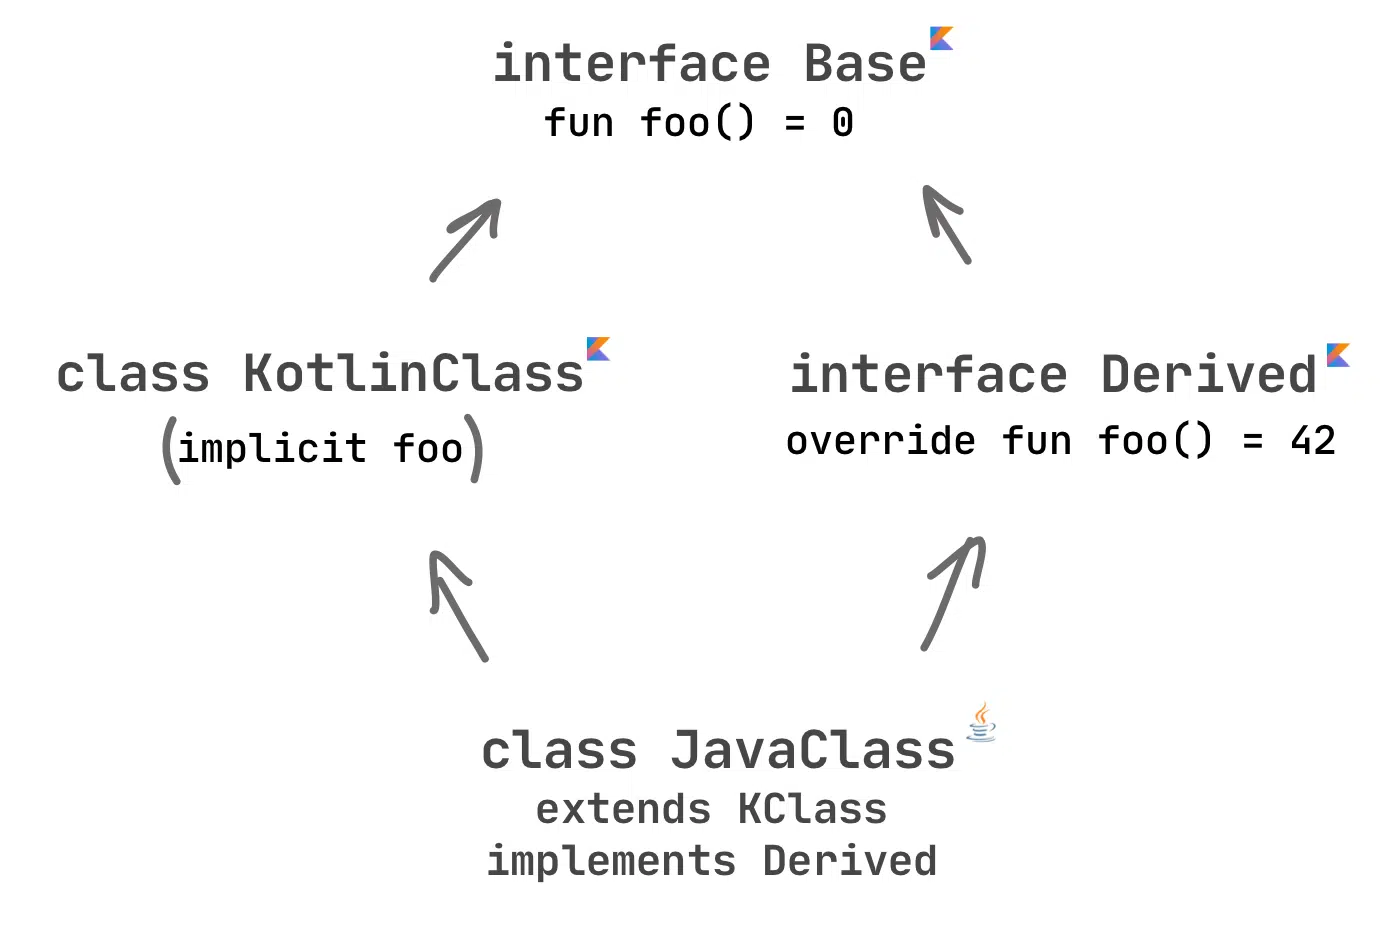 interface Base
fun foo() = 0
class KotlinClass
interface Derived
(implicit foo)
override fun foo() = 42
class JavaClass
extends KClass
implements Derived